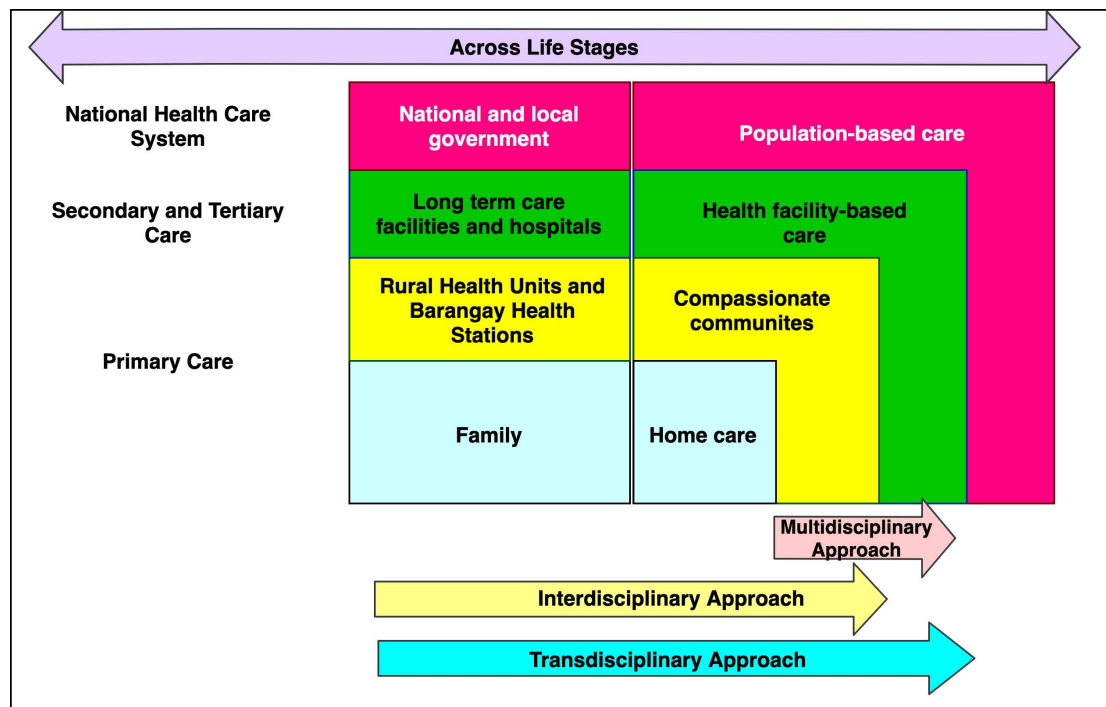 Across Life Stages
National Health Care
System
National and local
government
Population-based care
Secondary and Tertiary
Care
Long term care
facilities and hospitals
Health facility-based
care
Primary Care
Rural Health Units and
Barangay Health
Stations
Compassionate
communites
Family
Home care
Multidisciplinary
Approach
Interdisciplinary Approach
Transdisciplinary Approach